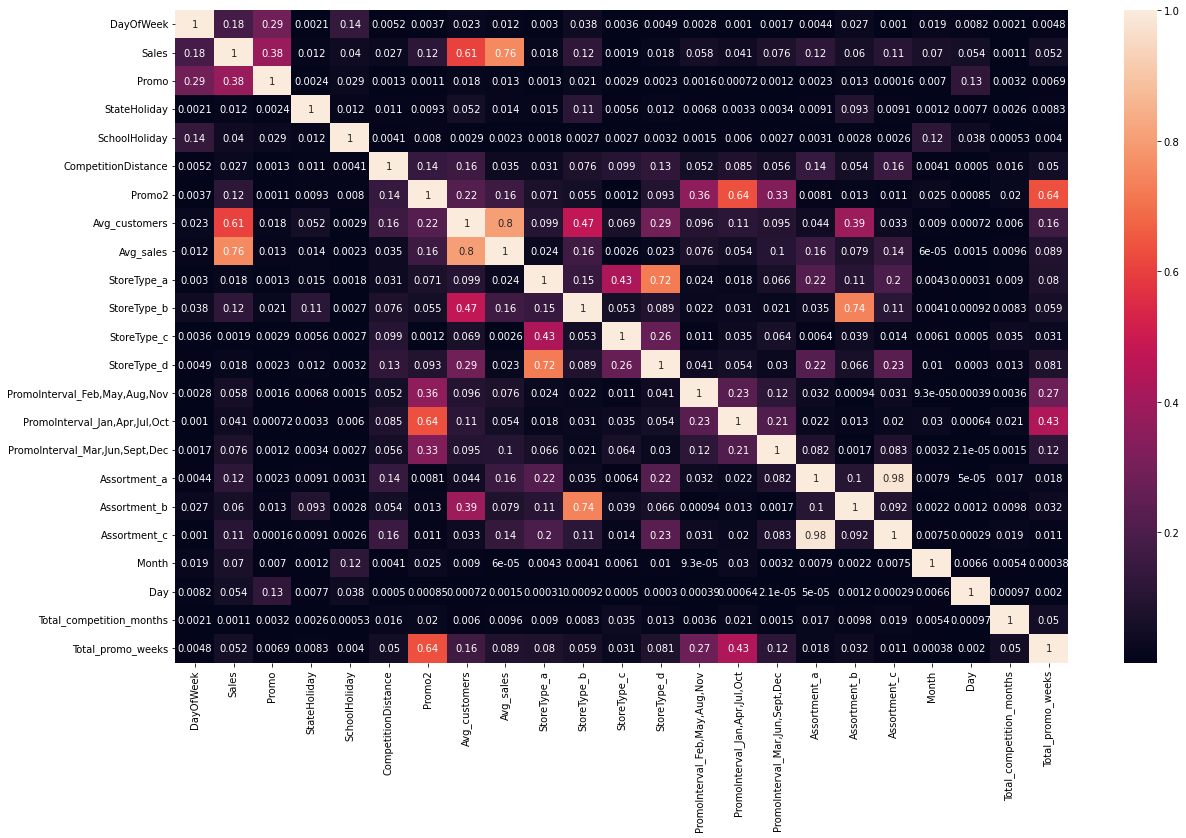 DayOfWeek 1 0.18 0.29 0.0021 0.14 0.0052 0.0037 0.023 0.012 0.003 0.038 0.0036 0.0049 0.0028 0.001 0.0017 0.0044 0.027 0.001 0.019 0.0082 0.0021 0.0048
Sales 0.18 1 0.38 0.012 0.04 0.027 0.12 0.61 0.76 0.018 0.12 0.0019 0.018 0.058 0.041 0.076 0.12 0.06 0.11 0.07 0.054 0.0011 0.052
Promo 0.29 0.38 1 0.0024 0.029 0.0013 0.0011 0.018 0.013 0.0013 0.021 0.0029 0.0023 0.0016 0.00072 0.0012 0.0023 0.013 0.00016 0.007 0.13 0.0032 0.0069
StateHoliday 0.0021 0.012 0.0024 1 0.012 0.011 0.0093 0.052 0.014 0.015 0.11 0.0056 0.012 0.0068 0.0033 0.0034 0.0091 0.093 0.0091 0.0012 0.0077 0.0026 0.0083
SchoolHoliday 0.14 0.04 0.029 0.012 1 0.0041 0.008 0.0029 0.0023 0.0018 0.0027 0.0027 0.0032 0.0015 0.006 0.0027 0.0031 0.0028 0.0026 0.12 0.038 0.00053 0.004
CompetitionDistance 0.0052 0.027 0.0013 0.011 0.0041 1 0.14 0.16 0.035 0.031 0.076 0.099 0.13 0.052 0.085 0.056 0.14 0.054 0.16 0.0041 0.0005 0.016 0.05
Promo2 0.0037 0.12 0.0011 0.0093 0.008 0.14 1 0.22 0.16 0.071 0.055 0.0012 0.093 0.36 0.64 0.33 0.0081 0.013 0.011 0.025 0.00085 0.02 0.64
Avg_customers 0.023 0.61 0.018 0.052 0.0029 0.16 0.22 1 0.8 0.099 0.47 0.069 0.29 0.096 0.11 0.095 0.044 0.39 0.033 0.009 0.00072 0.006 0.16
Avg_sales 0.012 0.76 0.013 0.014 0.0023 0.035 0.16 0.8 1 0.024 0.16 0.0026 0.023 0.076 0.054 0.1 0.16 0.079 0.14 6e-05 0.0015 0.0096 0.089
StoreType_a 0.003 0.018 0.0013 0.015 0.0018 0.031 0.071 0.099 0.024 1 0.15 0.43 0.72 0.024 0.018 0.066 0.22 0.11 0.2 0.0043 0.00031 0.009 0.08
StoreType_b 0.038 0.12 0.021 0.11 0.0027 0.076 0.055 0.47 0.16 0.15 1 0.053 0.089 0.022 0.031 0.021 0.035 0.74 0.11 0.0041 0.00092 0.0083 0.059
StoreType_c 0.0036 0.0019 0.0029 0.0056 0.0027 0.099 0.0012 0.069 0.0026 0.43 0.053 1 0.26 0.011 0.035 0.064 0.0064 0.039 0.014 0.0061 0.0005 0.035 0.031
StoreType_d 0.0049 0.018 0.0023 0.012 0.0032 0.13 0.093 0.29 0.023 0.72 0.089 0.26 1 0.041 0.054 0.03 0.22 0.066 0.23 0.01 0.0003 0.013 0.081
PromoInterval_Feb,May,Aug,Nov 0.0028 0.058 0.0016 0.0068 0.0015 0.052 0.36 0.096 0.076 0.024 0.022 0.011 0.041 1 0.23 0.12 0.032 0.00094 0.031 9.3e-05 0.00039 0.0036 0.27
PromoInterval_Jan,Apr,Jul,Oct 0.001 0.041 0.00072 0.0033 0.006 0.085 0.64 0.11 0.054 0.018 0.031 0.035 0.054 0.23 1 0.21 0.022 0.013 0.02 0.03 0.00064 0.021 0.43
PromoInterval_Mar,Jun,Sept,Dec 0.0017 0.076 0.0012 0.0034 0.0027 0.056 0.33 0.095 0.1 0.066 0.021 0.064 0.03 0.12 0.21 1 0.082 0.0017 0.083 0.0032 2.1e-05 0.0015 0.12
Assortment_a 0.0044 0.12 0.0023 0.0091 0.0031 0.14 0.0081 0.044 0.16 0.22 0.035 0.0064 0.22 0.032 0.022 0.082 1 0.1 0.98 0.0079 5e-05 0.017 0.018
Assortment_b 0.027 0.06 0.013 0.093 0.0028 0.054 0.013 0.39 0.079 0.11 0.74 0.039 0.066 0.00094 0.013 0.0017 0.1 1 0.092 0.0022 0.0012 0.0098 0.032
Assortment_c 0.001 0.11 0.00016 0.0091 0.0026 0.16 0.011 0.033 0.14 0.2 0.11 0.014 0.23 0.031 0.02 0.083 0.98 0.092 1 0.0075 0.00029 0.019 0.011
Month 0.019 0.07 0.007 0.0012 0.12 0.0041 0.025 0.009 6e-05 0.0043 0.0041 0.0061 0.01 9.3e-05 0.03 0.0032 0.0079 0.0022 0.0075 1 0.0066 0.0054 0.00038
Day 0.0082 0.054 0.13 0.0077 0.038 0.0005 0.00085 0.00072 0.0015 0.00031 0.00092 0.0005 0.0003 0.00039 0.00064 2.1e-05 5e-05 0.0012 0.00029 0.0066 1 0.00097 0.002
Total_competition_months 0.0021 0.0011 0.0032 0.0026 0.00053 0.016 0.02 0.006 0.0096 0.009 0.0083 0.035 0.013 0.0036 0.021 0.0015 0.017 0.0098 0.019 0.0054 0.00097 1 0.05
Total_promo_weeks 0.0048 0.052 0.0069 0.0083 0.004 0.05 0.64 0.16 0.089 0.08 0.059 0.031 0.081 0.27 0.43 0.12 0.018 0.032 0.011 0.00038 0.002 0.05 1
DayOfWeek
Sales
Promo
StateHoliday
SchoolHoliday
CompetitionDistance
Promo2
Avg_customers
Avg_sales
StoreType_a
StoreType_b
StoreType_c
StoreType_d
PromoInterval_Feb,May,Aug,Nov
PromoInterval_Jan,Apr,Jul,Oct
PromoInterval_Mar,Jun,Sept,Dec
Assortment_a
Assortment_b
Assortment_c
Month
Day
Total_competition_months
Total_promo_weeks
1.0
0.8
0.6
0.4
0.2